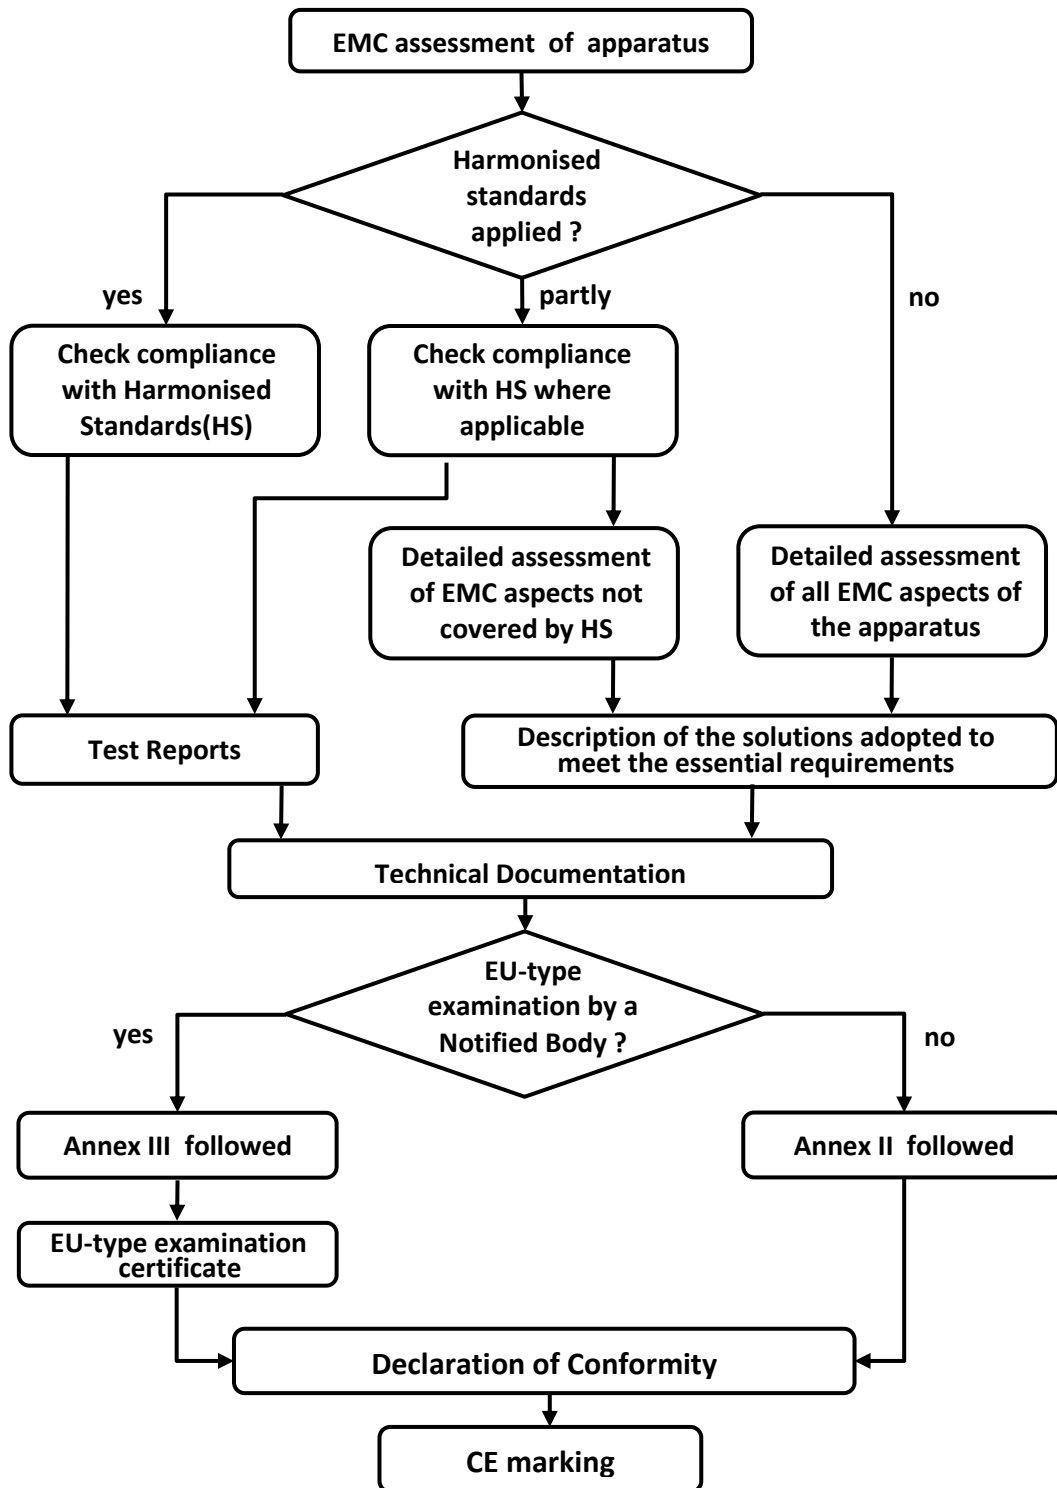 EMC assessment of apparatus
Harmonised
standards
applied ?
yes
partly
no
Check compliance
with Harmonised
Standards(HS)
Check compliance
with HS where
applicable
Detailed assessment
of EMC aspects not
covered by HS
Detailed assessment
of all EMC aspects of
the apparatus
Test Reports
Description of the solutions adopted to
meet the essential requirements
Technical Documentation
EU-type
examination by a
Notified Body ?
yes
no
Annex III followed
Annex II followed
EU-type examination
certificate
Declaration of Conformity
CE marking